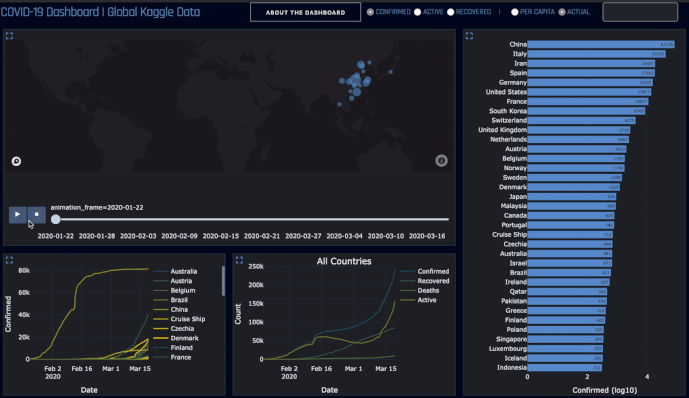 COVID-19 Dashboard | Global Kaggle Data
ABOUT THE DASHBOARD
CONFIRMED ACTIVE RECOVERED | PER CAPITA ACTUAL
animation_frame=2020-01-22
2020-01-22 2020-01-28 2020-02-03 2020-02-09 2020-02-15 2020-02-21 2020-02-27 2020-03-04 2020-03-10 2020-03-16
Confirmed
80k
60k
40k
20k
0
Feb 2
2020
Feb 16
Mar 1
Mar 15
Date
Australia
Austria
Belgium
Brazil
China
Cruise Ship
Czechia
Denmark
Finland
France
All Countries
Count
250k
200k
150k
100k
50k
0
Feb 2
2020
Feb 16
Mar 1
Mar 15
Date
Confirmed
Recovered
Deaths
Active
China
Italy
Iran
Spain
Germany
United States
France
South Korea
Switzerland
United Kingdom
Netherlands
Austria
Belgium
Norway
Sweden
Denmark
Japan
Malaysia
Canada
Portugal
Cruise Ship
Czechia
Australia
Israel
Brazil
Ireland
Qatar
Pakistan
Greece
Finland
Poland
Singapore
Luxembourg
Iceland
Indonesia
0 2 4
Confirmed (log10)